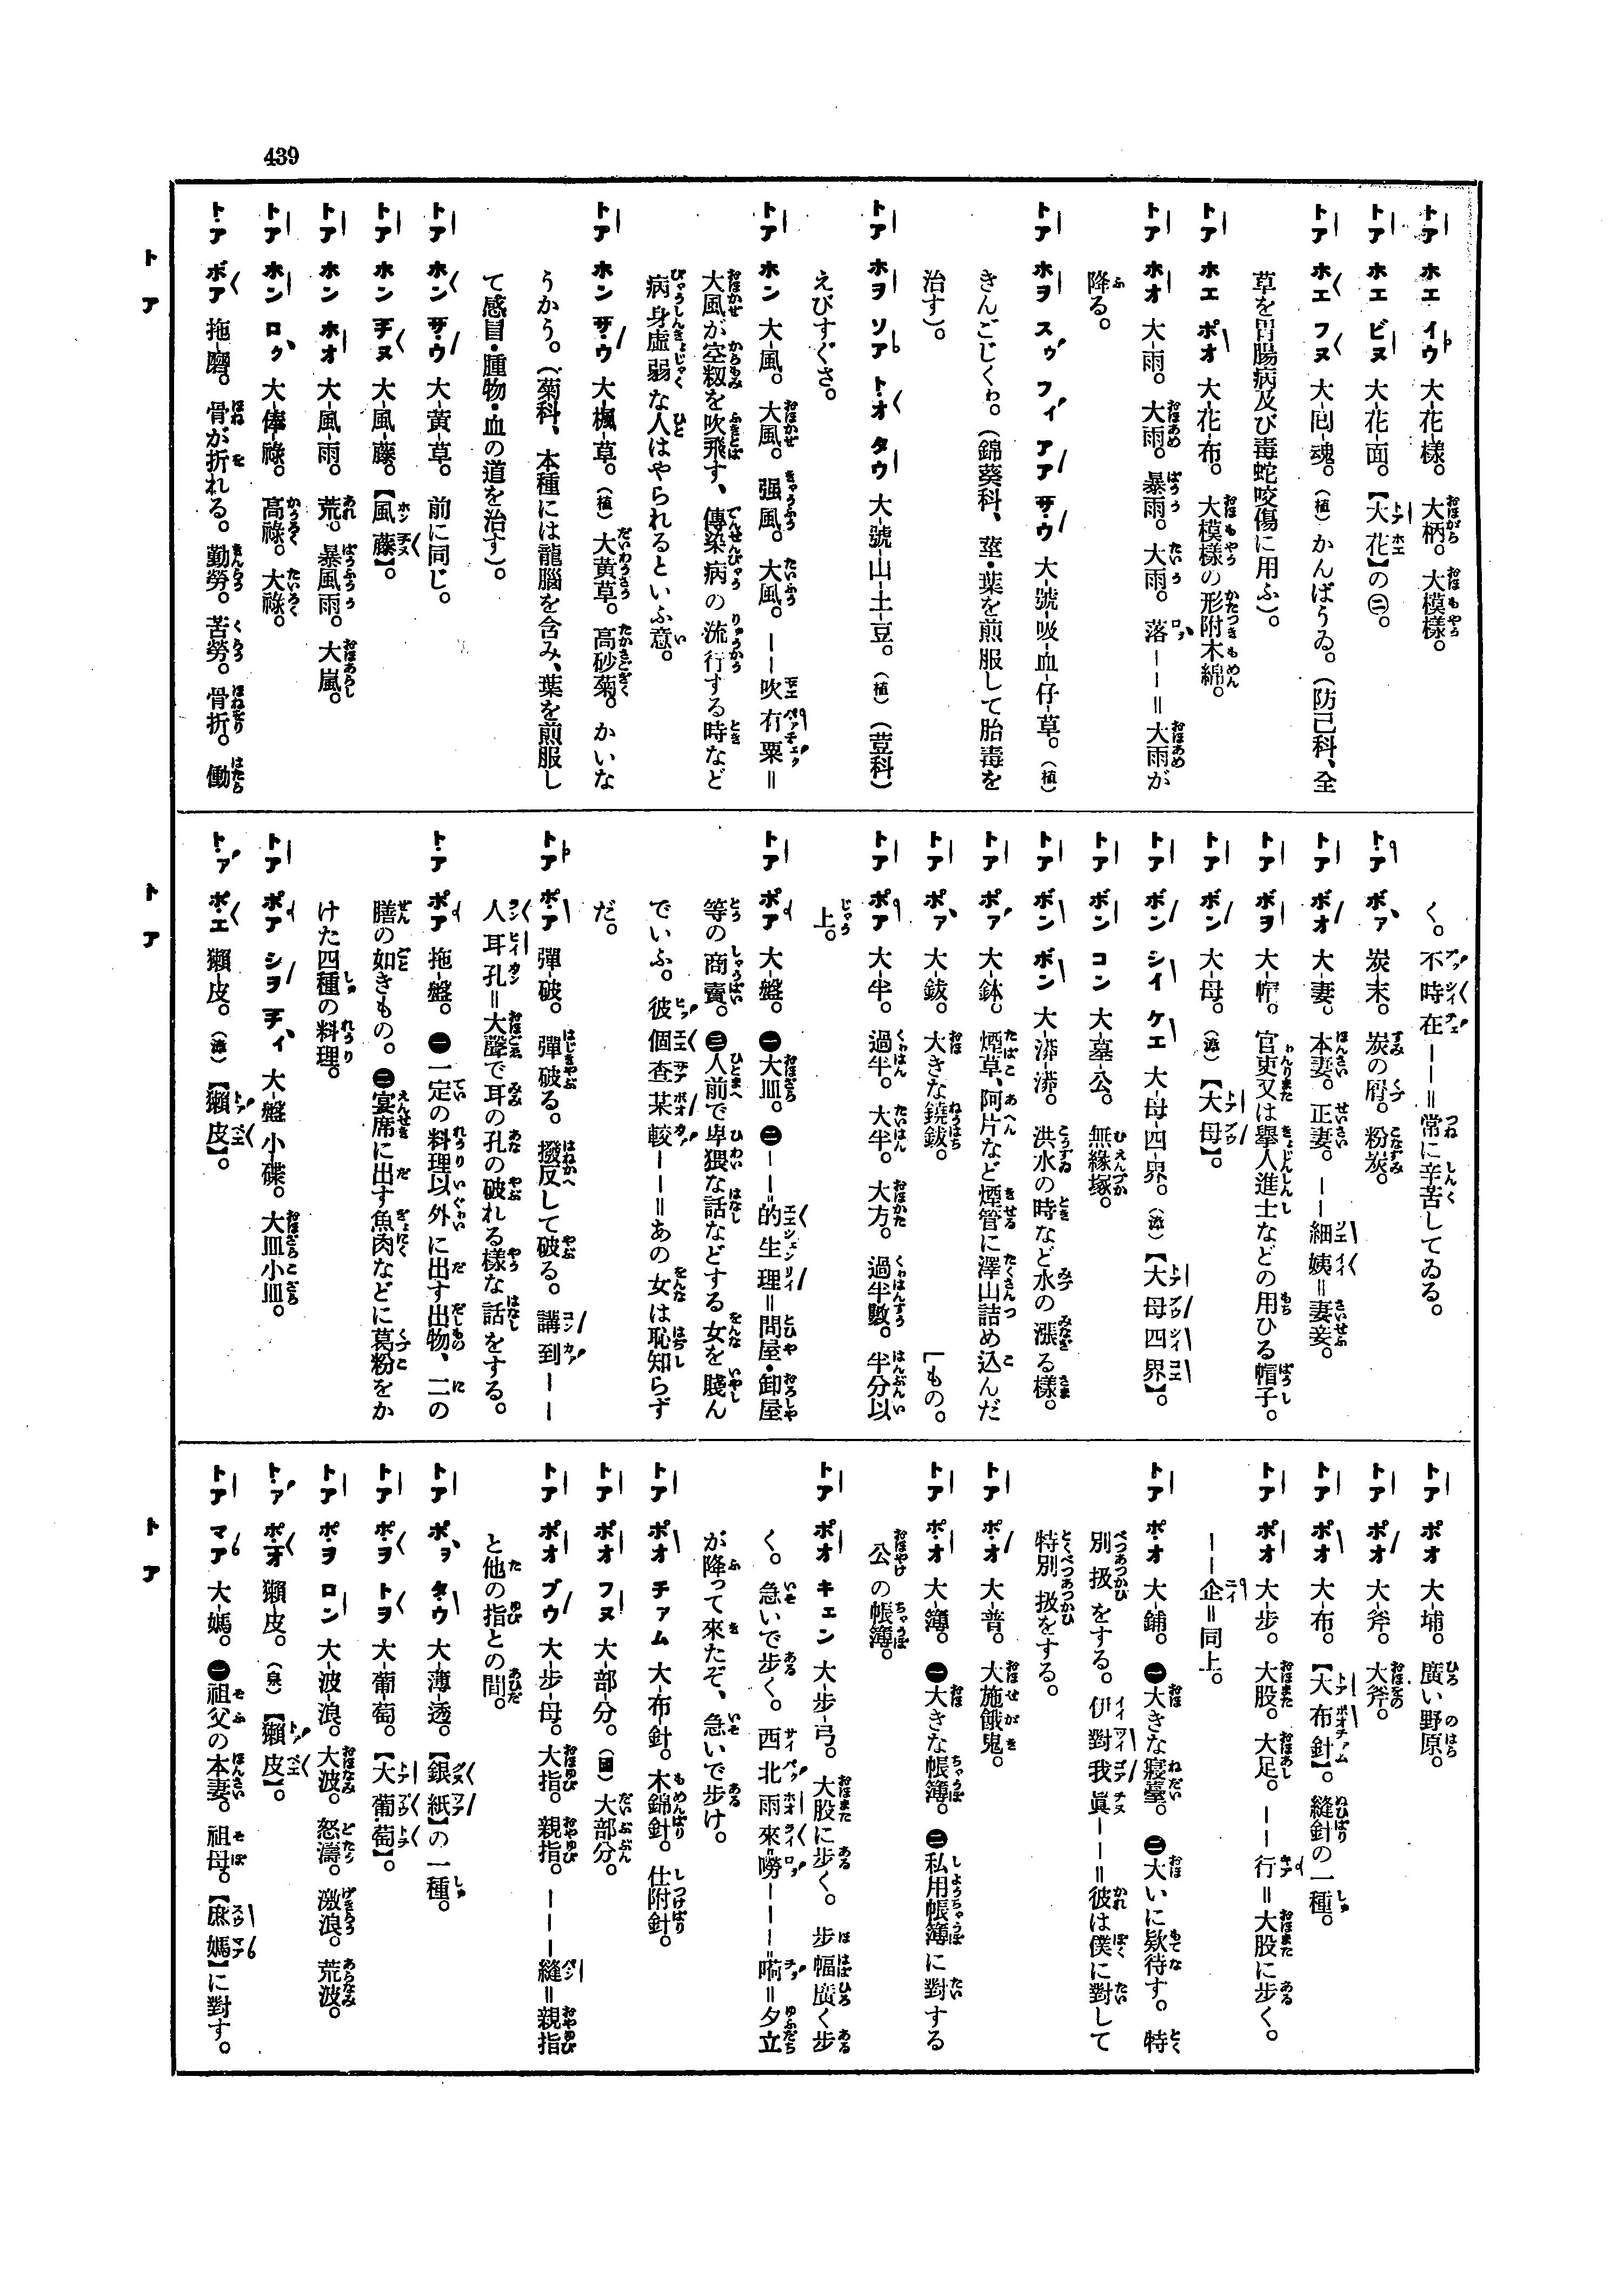 439
トア ホエ イウ 大-花-樣。 大柄。大模樣。
トア ホエ ビヌ 大-花-面。【大花】の㊁。
トア ホエ フヌ 大-囘-魂。(植) かんばうゐ。(防己科、全
草を胃腸病及び毒蛇咬傷に用ふ)。
トア ホエ ポオ 大-花-布。 大模樣の形附木綿。
トア ホオ 大-雨。 大雨。暴雨。大雨。 落——=大雨が
降る。
トア ホヲ スゥ フィ アア ザウ 大-號-吸-血-仔-草。(植)
きんごじくゎ。(錦葵科、莖・葉を煎服して胎毒を
治す)。
トア ホヲ ソア トオ タウ 大-號-山-土-豆。(植) (荳科)
えびすぐさ。
トア ホン 大-風。 大風。强風。大風。——吹冇粟=
大風が空籾を吹飛す、傳染病の流行する時など
病身虛弱な人はやられるといふ意。
トア ホン ザウ 大-楓-草。(植) 大黃草。高砂菊。かいな
うかう。(菊科、本種には龍腦を含み、葉を煎服し
て感冒・腫物・血の道を治す)。
トア ホン ザウ 大-黃-草。 前に同じ。
トア ホン チヌ 大-風-藤。【風藤】。
トア ホン ホオ 大-風-雨。 荒。暴風雨。大嵐。
トア ホン ロク 大-俸-祿。 高祿。大祿。
トア ボア 拖-磨。 骨が折れる。勤勞。苦勞。骨折。働
く。不時在——=常に辛苦してゐる。
トア ボァ 炭-末。 炭の屑。粉炭。
トア ボオ 大-妻。 本妻。正妻。——細姨=妻妾。
トア ボヲ 大-帽。 官吏又は擧人進士などの用ひる帽子。
トア ボン 大-母。(漳)【大母】。
トア ボン シイ ケエ 大-母-四-界。(漳)【大母四界】。
トア ボン コン 大-墓-公。 無緣塚。
トア ボン ボン 大-漭-漭。 洪水の時など水の漲る樣。
トア ポァ 大-鉢。 煙草、阿片など煙管に澤山詰め込んだ
トア ポァ 大-鈸。 大きな鐃鈸。 [もの。
トア ポア 大-半。 過半。大半。大方。過半數。半分以
上。
トア ポア 大-盤。 ㊀大皿。㊁——的生理=問屋・卸屋
等の商賣。㊂人前で卑猥な話などする女を賤ん
でいふ。彼個査某較——=あの女は恥知らず
だ。
トア ポア 彈-破。 彈破る。撥反して破る。 講到——
人耳孔=大聲で耳の孔の破れる樣な話をする。
トア ポア 拖-盤。 ㊀一定の料理以外に出す出物、二の
膳の如きもの。㊁宴席に出す魚肉などに葛粉をか
けた四種の料理。
トア ポア シヲ チィ 大-盤 小-碟。 大皿小皿。
トァ ポエ 獺-皮。(漳)【獺皮】。
トア ポオ 大-埔。 廣い野原。
トア ポオ 大-斧。 大斧。
トア ポオ 大-布。【大布針】。縫針の一種。
トア ポオ 大-步。 大股。大足。——行=大股に步く。
——企=同上。
トア ポオ 大-鋪。 ㊀大きな寢臺。㊁大いに欵待す。特
別扱をする。伊對我眞——=彼は僕に對して
特別扱をする。
トア ポオ 大-普。 大施餓鬼。
トア ポオ 大-簿。 ㊀大きな帳簿。㊁私用帳簿に對する
公の帳簿。
トア ポオ キェン 大-步-弓。 大股に步く。步幅廣く步
く。急いで步く。西北雨來〃嘮———〃唡=夕立
が降って來たぞ、急いで步け。
トア ポオ チァム 大-布-針。 木綿針。仕附針。
トア ポオ フヌ 大-部-分。(國) 大部分。
トア ポオ ブウ 大-步-母。 大指。親指。———縫=親指
と他の指との間。
トア ポヲ タウ 大-薄-透。【銀紙】の一種。
トア ポヲ トヲ 大-葡-萄。【大葡萄】。
トア ポヲ ロン 大-波-浪。 大波。怒濤。激浪。荒波。
トァ ポオ 獺-皮。(泉)【獺皮】。
トア マア 大-媽。 ㊀祖父の本妻。祖母。【庶媽】に對す。
トア
トア
トア